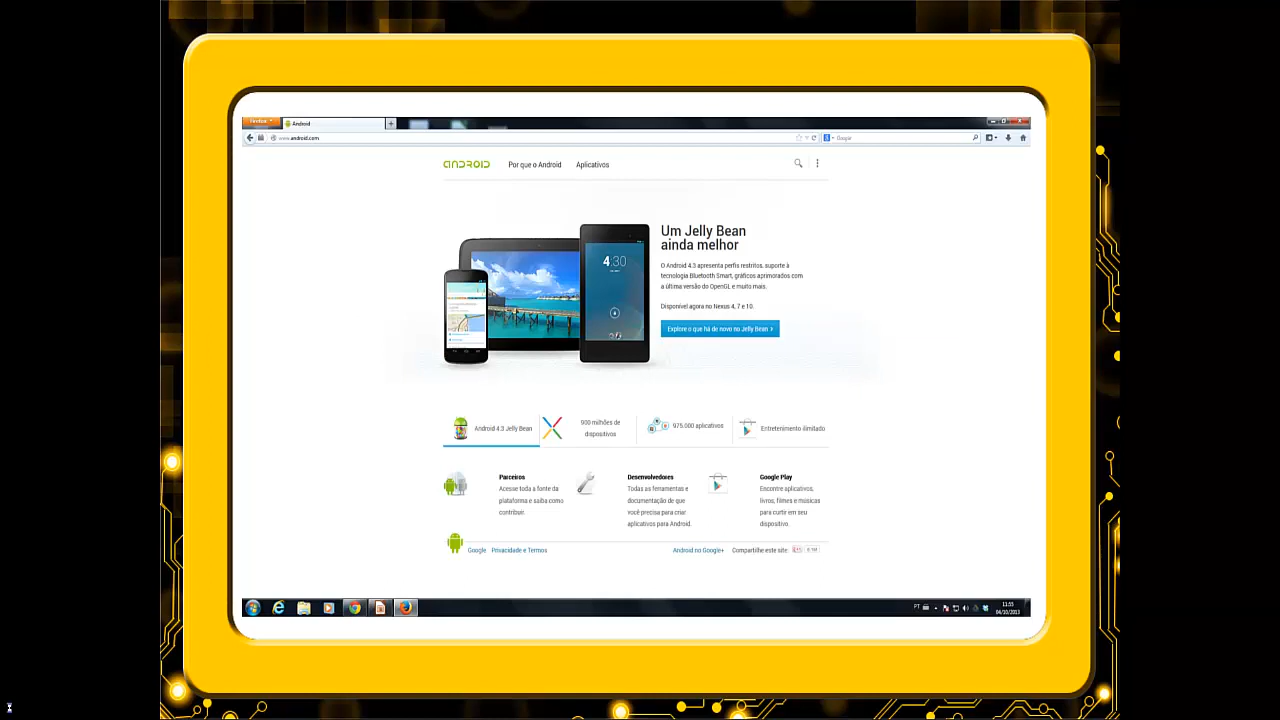 Firefox
Android
www.android.com
Google
ANDROID
Por que o Android
Aplicativos
Um Jelly Bean
ainda melhor
4:30
O Android 4.3 apresenta perfis restritos, suporte à
tecnologia Bluetooth Smart, gráficos aprimorados com
a última versão do OpenGL e muito mais.
Disponível agora no Nexus 4, 7 e 10.
Explore o que há de novo no Jelly Bean ›
Android 4.3 Jelly Bean
900 milhões de
dispositivos
975.000 aplicativos
Entretenimento ilimitado
Parceiros
Acesse toda a fonte da
plataforma e saiba como
contribuir.
Desenvolvedores
Todas as ferramentas e
documentação de que
você precisa para criar
aplicativos para Android.
Google Play
Encontre aplicativos,
livros, filmes e músicas
para curtir em seu
dispositivo.
Google
Privacidade e Termos
Android no Google+
Compartilhe este site
PT
11:55
04/10/2013